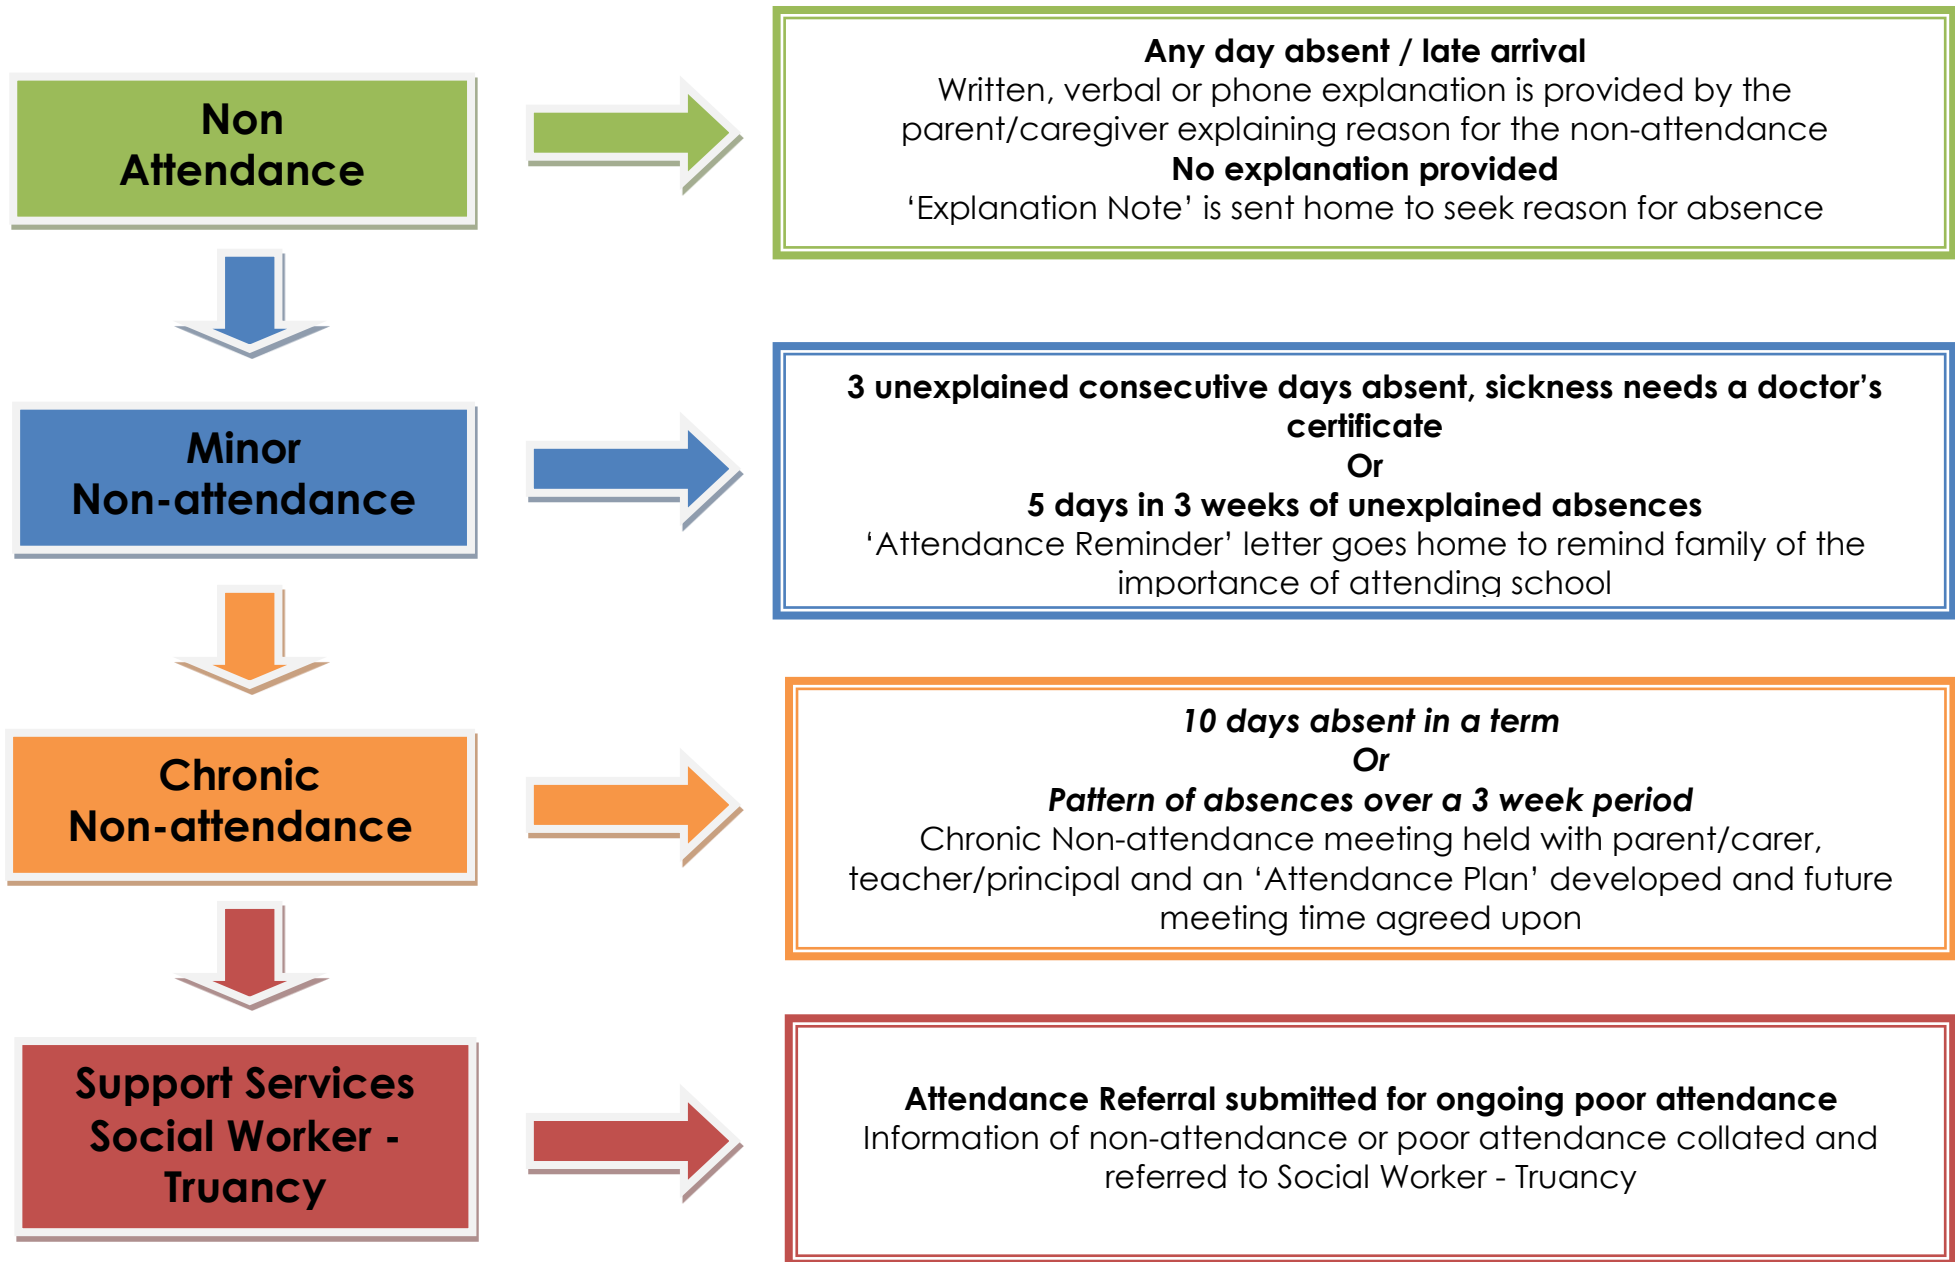 Non
Attendance
Any day absent / late arrival
Written, verbal or phone explanation is provided by the
parent/caregiver explaining reason for the non-attendance
No explanation provided
‘Explanation Note’ is sent home to seek reason for absence
Minor
Non-attendance
3 unexplained consecutive days absent, sickness needs a doctor’s
certificate
Or
5 days in 3 weeks of unexplained absences
‘Attendance Reminder’ letter goes home to remind family of the
importance of attending school
Chronic
Non-attendance
10 days absent in a term
Or
Pattern of absences over a 3 week period
Chronic Non-attendance meeting held with parent/carer,
teacher/principal and an ‘Attendance Plan’ developed and future
meeting time agreed upon
Support Services
Social Worker -
Truancy
Attendance Referral submitted for ongoing poor attendance
Information of non-attendance or poor attendance collated and
referred to Social Worker - Truancy